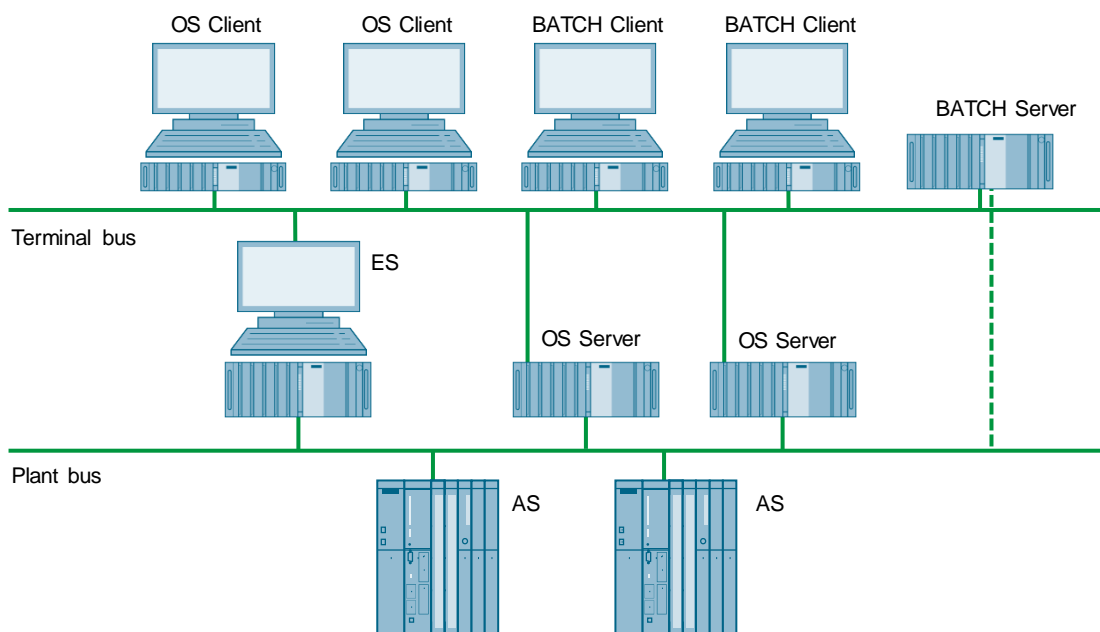 OS Client
OS Client
BATCH Client
BATCH Client
BATCH Server
Terminal bus
ES
OS Server
OS Server
Plant bus
AS
AS